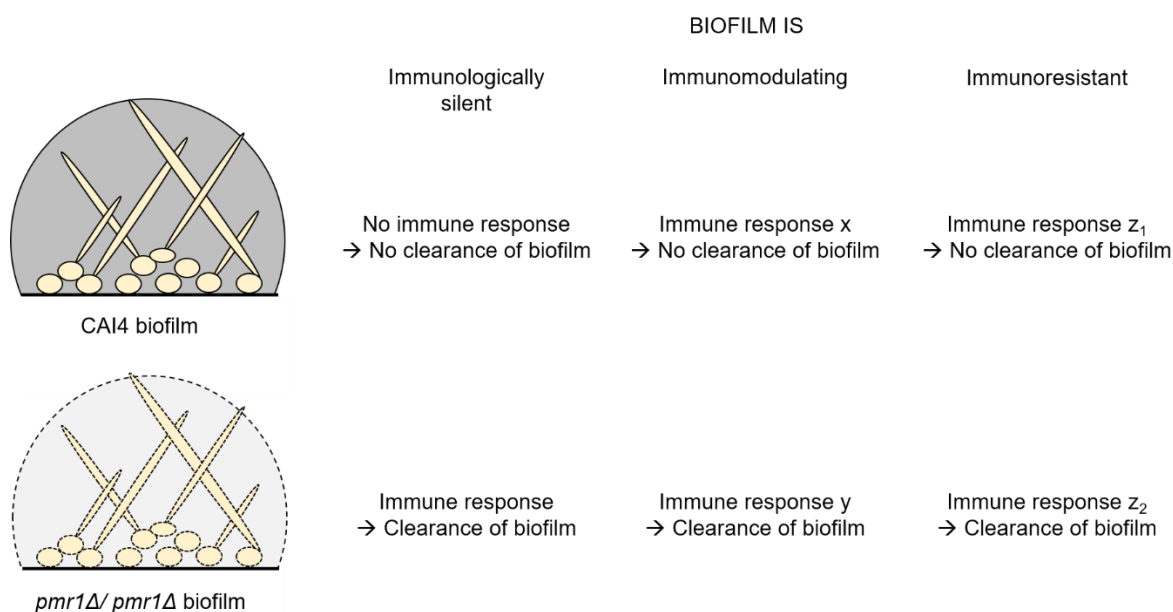 BIOFILM IS
Immunologically
silent
Immunomodulating
Immunoresistant
No immune response
→ No clearance of biofilm
Immune response x
→ No clearance of biofilm
Immune response z₁
→ No clearance of biofilm
CAI4 biofilm
Immune response
→ Clearance of biofilm
Immune response y
→ Clearance of biofilm
Immune response z₂
→ Clearance of biofilm
pmr1Δ/ pmr1Δ biofilm